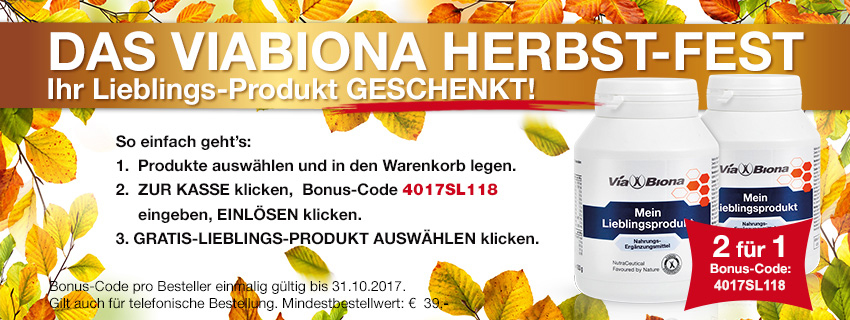 DAS VIABIONA HERBST-FEST
Ihr Lieblings-Produkt GESCHENKT!
So einfach geht's:
1. Produkte auswählen und in den Warenkorb legen.
2. ZUR KASSE klicken, Bonus-Code 4017SL118
eingeben, EINLÖSEN klicken.
3. GRATIS-LIEBLINGS-PRODUKT AUSWÄHLEN klicken.
Bonus-Code pro Besteller einmalig gültig bis 31.10.2017.
Gilt auch für telefonische Bestellung. Mindestbestellwert: € 39,-
Via Biona
Mein
Lieblingsprodukt
Nahrungs-
Ergänzungsmittel
NutraCeutical
Favoured by Nature
Via Biona
Mein
Lieblingsprodukt
Nahrungs-
2 für 1
Bonus-Code:
4017SL118